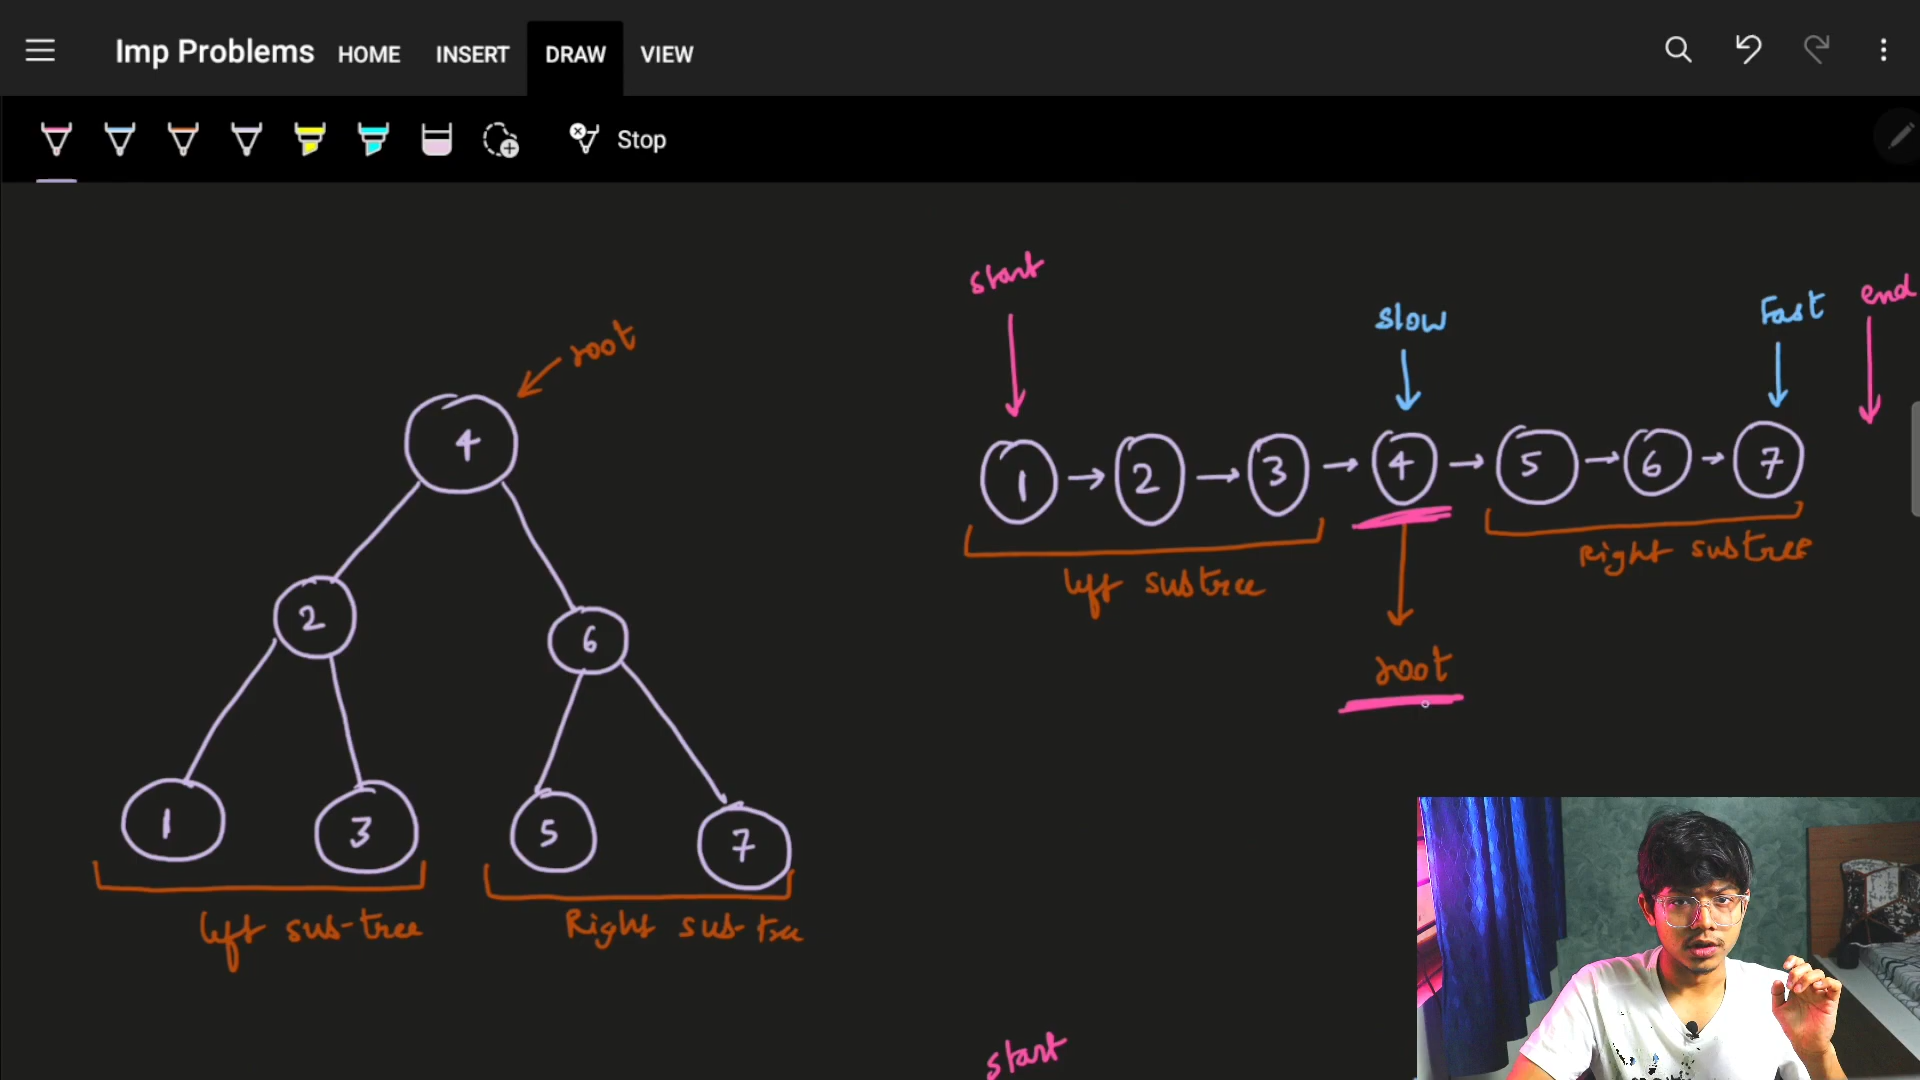 Imp Problems HOME INSERT DRAW VIEW
Stop
root
4
2
6
1
3
5
7
left sub-tree
Right sub-tree
start
slow
Fast
end
1 → 2 → 3 → 4 → 5 → 6 → 7
left subtree
Right subtree
root
start